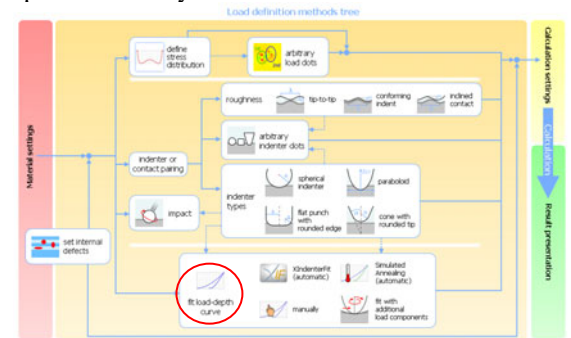 Load definition methods tree
Material settings
define
stress
distribution
arbitrary
load dots
roughness
tip-to-tip
conforming
indent
inclined
contact
arbitrary
indenter dots
indenter or
contact pairing
indenter
types
spherical
indenter
paraboloid
flat punch
with
rounded edge
cone with
rounded tip
impact
set internal
defects
fit load-depth
curve
XIndenterFit
(automatic)
Simulated
Annealing
(automatic)
manually
fit with
additional
load components
Calculation settings
Calculation
Result presentation